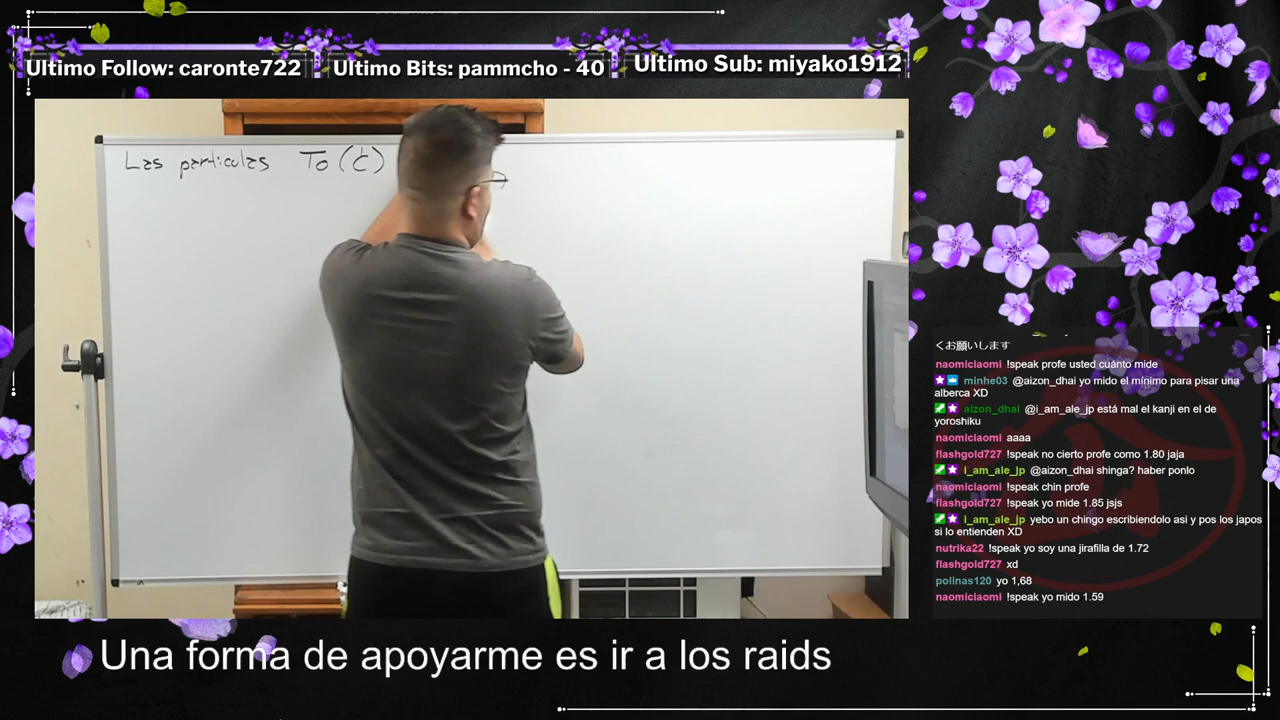 Ultimo Follow: caronte722
Ultimo Bits: pammcho - 40
Ultimo Sub: miyako1912
Las particulas To (と)
くお願いします
naomiciaomi !speak profe usted cuánto mide
minhe03 @aizon_dhai yo mido el mínimo para pisar una
alberca XD
aizon_dhai @i_am_ale_jp está mal el kanji en el de
yoroshiku
naomiciaomi aaaa
flashgold727 !speak no cierto profe como 1.80 jaja
i_am_ale_jp @aizon_dhai shinga? haber ponlo
naomiciaomi !speak chin profe
flashgold727 !speak yo mide 1.85 jsjs
i_am_ale_jp yebo un chingo escribiendolo asi y pos los japos
si lo entienden XD
nutrika22 !speak yo soy una jirafilla de 1.72
flashgold727 xd
polinas120 yo 1,68
naomiciaomi !speak yo mido 1.59
Una forma de apoyarme es ir a los raids